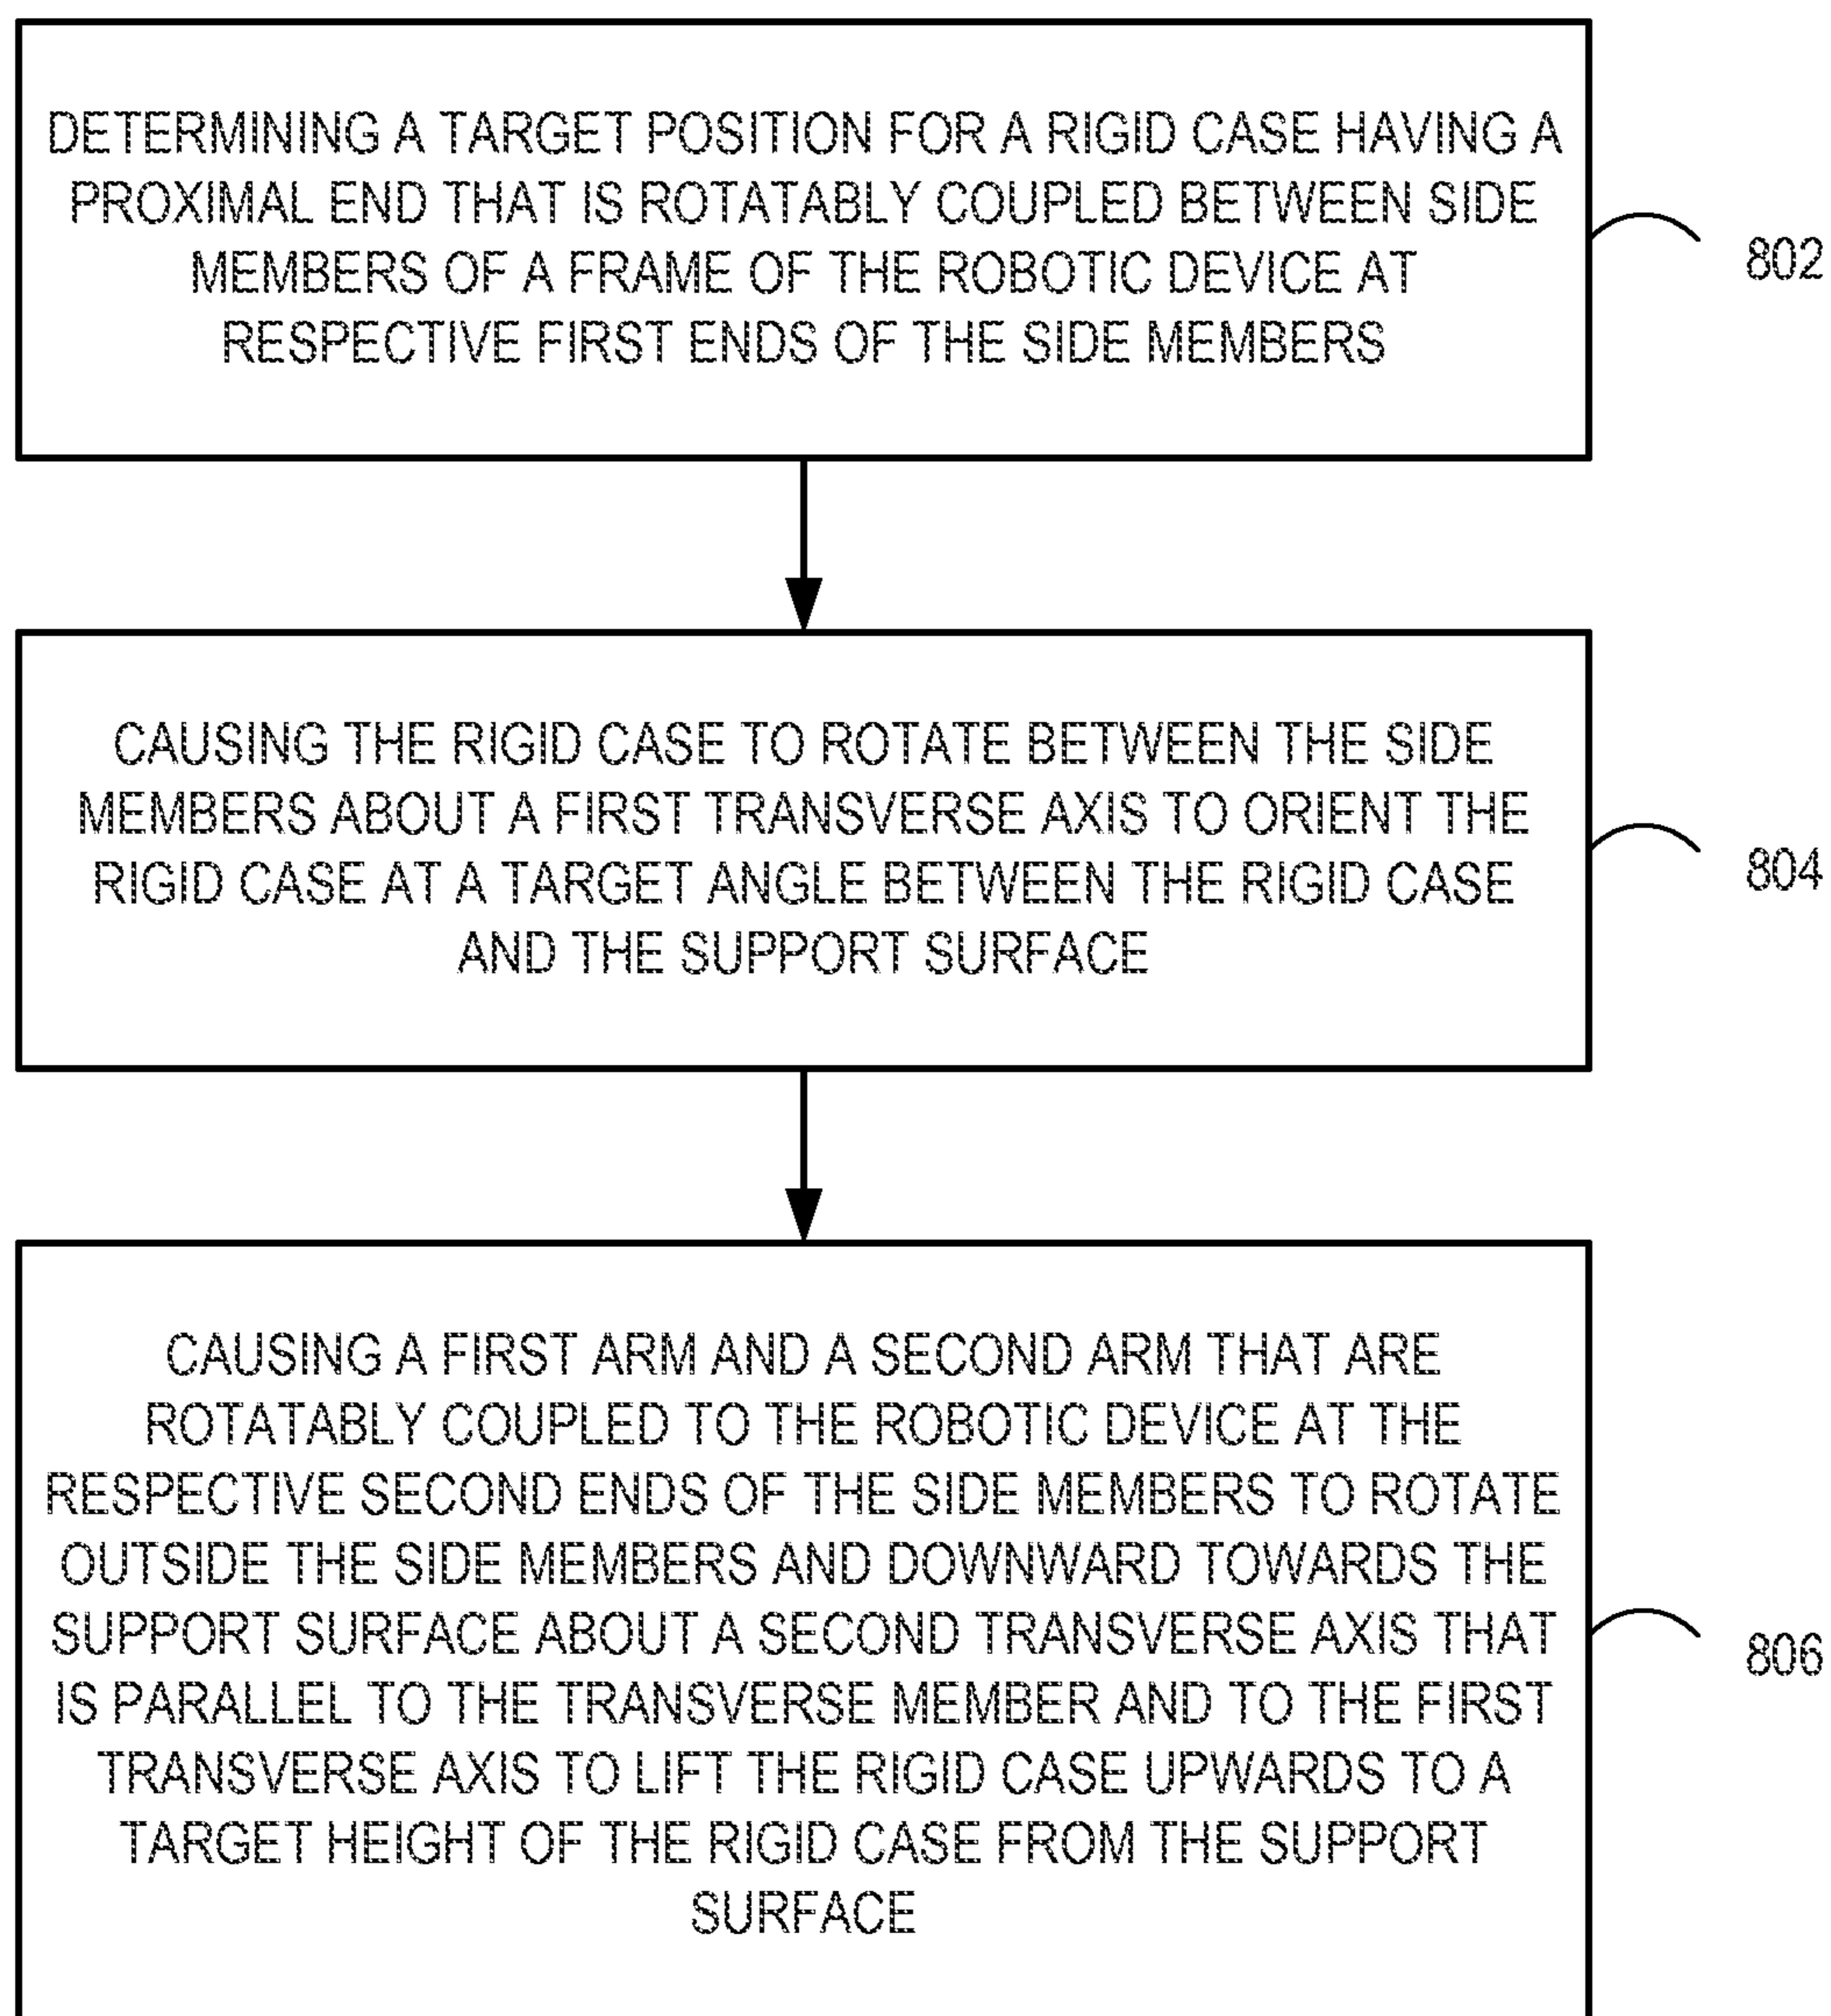 DETERMINING A TARGET POSITION FOR A RIGID CASE HAVING A
PROXIMAL END THAT IS ROTATABLY COUPLED BETWEEN SIDE
MEMBERS OF A FRAME OF THE ROBOTIC DEVICE AT
RESPECTIVE FIRST ENDS OF THE SIDE MEMBERS
802
CAUSING THE RIGID CASE TO ROTATE BETWEEN THE SIDE
MEMBERS ABOUT A FIRST TRANSVERSE AXIS TO ORIENT THE
RIGID CASE AT A TARGET ANGLE BETWEEN THE RIGID CASE
AND THE SUPPORT SURFACE
804
CAUSING A FIRST ARM AND A SECOND ARM THAT ARE
ROTATABLY COUPLED TO THE ROBOTIC DEVICE AT THE
RESPECTIVE SECOND ENDS OF THE SIDE MEMBERS TO ROTATE
OUTSIDE THE SIDE MEMBERS AND DOWNWARD TOWARDS THE
SUPPORT SURFACE ABOUT A SECOND TRANSVERSE AXIS THAT
IS PARALLEL TO THE TRANSVERSE MEMBER AND TO THE FIRST
TRANSVERSE AXIS TO LIFT THE RIGID CASE UPWARDS TO A
TARGET HEIGHT OF THE RIGID CASE FROM THE SUPPORT
SURFACE
806